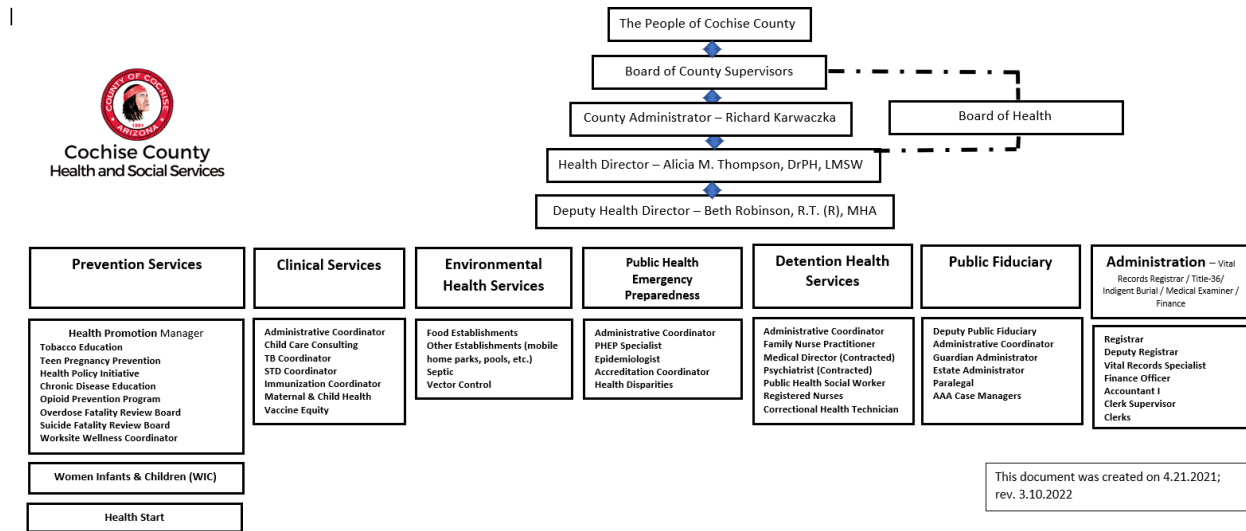 The People of Cochise County
Board of County Supervisors
County Administrator – Richard Karwaczka
Board of Health
Health Director – Alicia M. Thompson, DrPH, LMSW
Deputy Health Director – Beth Robinson, R.T. (R), MHA
COUNTY OF COCHISE
1881
ARIZONA
Cochise County
Health and Social Services
Prevention Services
Health Promotion Manager
Tobacco Education
Teen Pregnancy Prevention
Health Policy Initiative
Chronic Disease Education
Opioid Prevention Program
Overdose Fatality Review Board
Suicide Fatality Review Board
Worksite Wellness Coordinator
Women Infants & Children (WIC)
Health Start
Clinical Services
Administrative Coordinator
Child Care Consulting
TB Coordinator
STD Coordinator
Immunization Coordinator
Maternal & Child Health
Vaccine Equity
Environmental
Health Services
Food Establishments
Other Establishments (mobile
home parks, pools, etc.)
Septic
Vector Control
Public Health
Emergency
Preparedness
Administrative Coordinator
PHEP Specialist
Epidemiologist
Accreditation Coordinator
Health Disparities
Detention Health
Services
Administrative Coordinator
Family Nurse Practitioner
Medical Director (Contracted)
Psychiatrist (Contracted)
Public Health Social Worker
Registered Nurses
Correctional Health Technician
Public Fiduciary
Deputy Public Fiduciary
Administrative Coordinator
Guardian Administrator
Estate Administrator
Paralegal
AAA Case Managers
Administration – Vital
Records Registrar / Title-36/
Indigent Burial / Medical Examiner /
Finance
Registrar
Deputy Registrar
Vital Records Specialist
Finance Officer
Accountant I
Clerk Supervisor
Clerks
This document was created on 4.21.2021;
rev. 3.10.2022